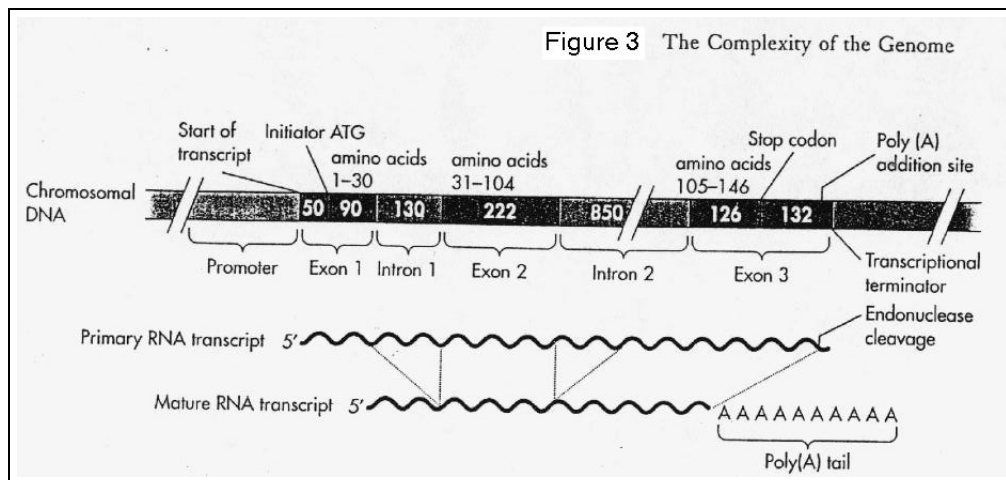 Figure 3 The Complexity of the Genome
Start of transcript
Initiator ATG
amino acids 1–30
amino acids 31–104
amino acids 105–146
Stop codon
Poly (A) addition site
Chromosomal DNA
50 90 130 222 850 126 132
Promoter Exon 1 Intron 1 Exon 2 Intron 2 Exon 3
Transcriptional terminator
Endonuclease cleavage
Primary RNA transcript 5′
Mature RNA transcript 5′
A A A A A A A A A A
Poly(A) tail